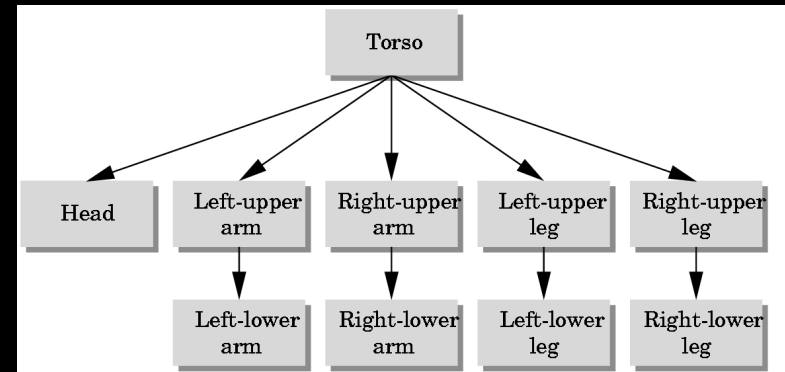 Torso
Head
Left-upper
arm
Right-upper
arm
Left-upper
leg
Right-upper
leg
Left-lower
arm
Right-lower
arm
Left-lower
leg
Right-lower
leg